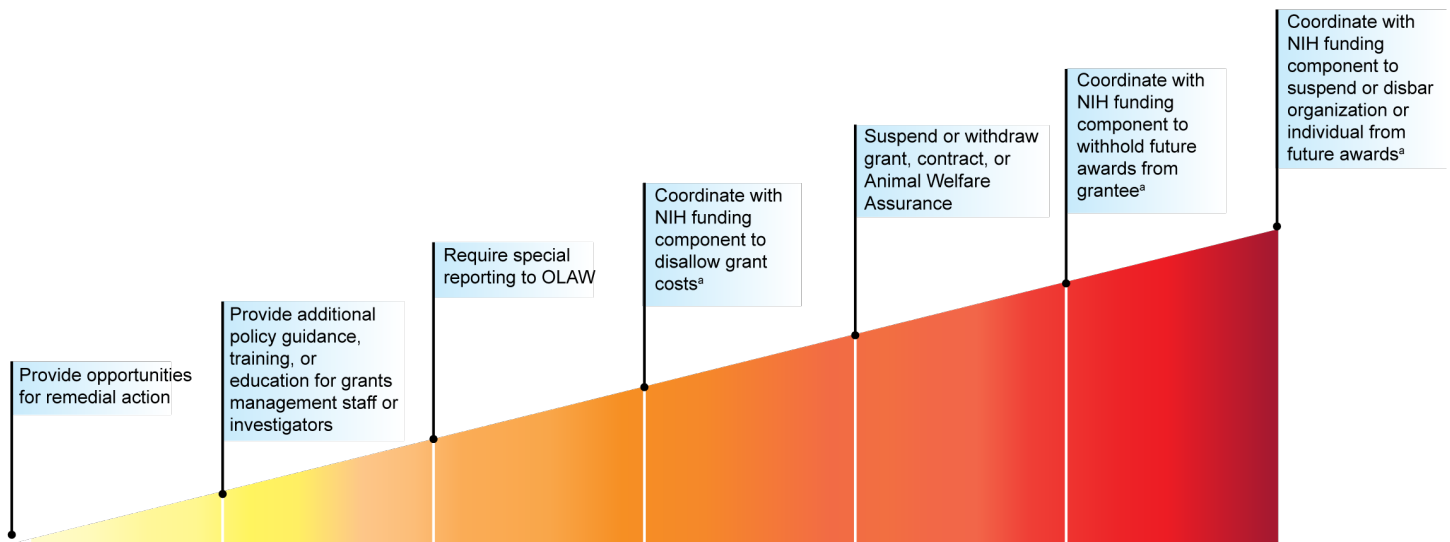 Provide opportunities
for remedial action
Provide additional
policy guidance,
training, or
education for grants
management staff or
investigators
Require special
reporting to OLAW
Coordinate with
NIH funding
component to
disallow grant
costsᵃ
Suspend or withdraw
grant, contract, or
Animal Welfare
Assurance
Coordinate with
NIH funding
component to
withhold future
awards from
granteeᵃ
Coordinate with
NIH funding
component to
suspend or disbar
organization or
individual from
future awardsᵃ